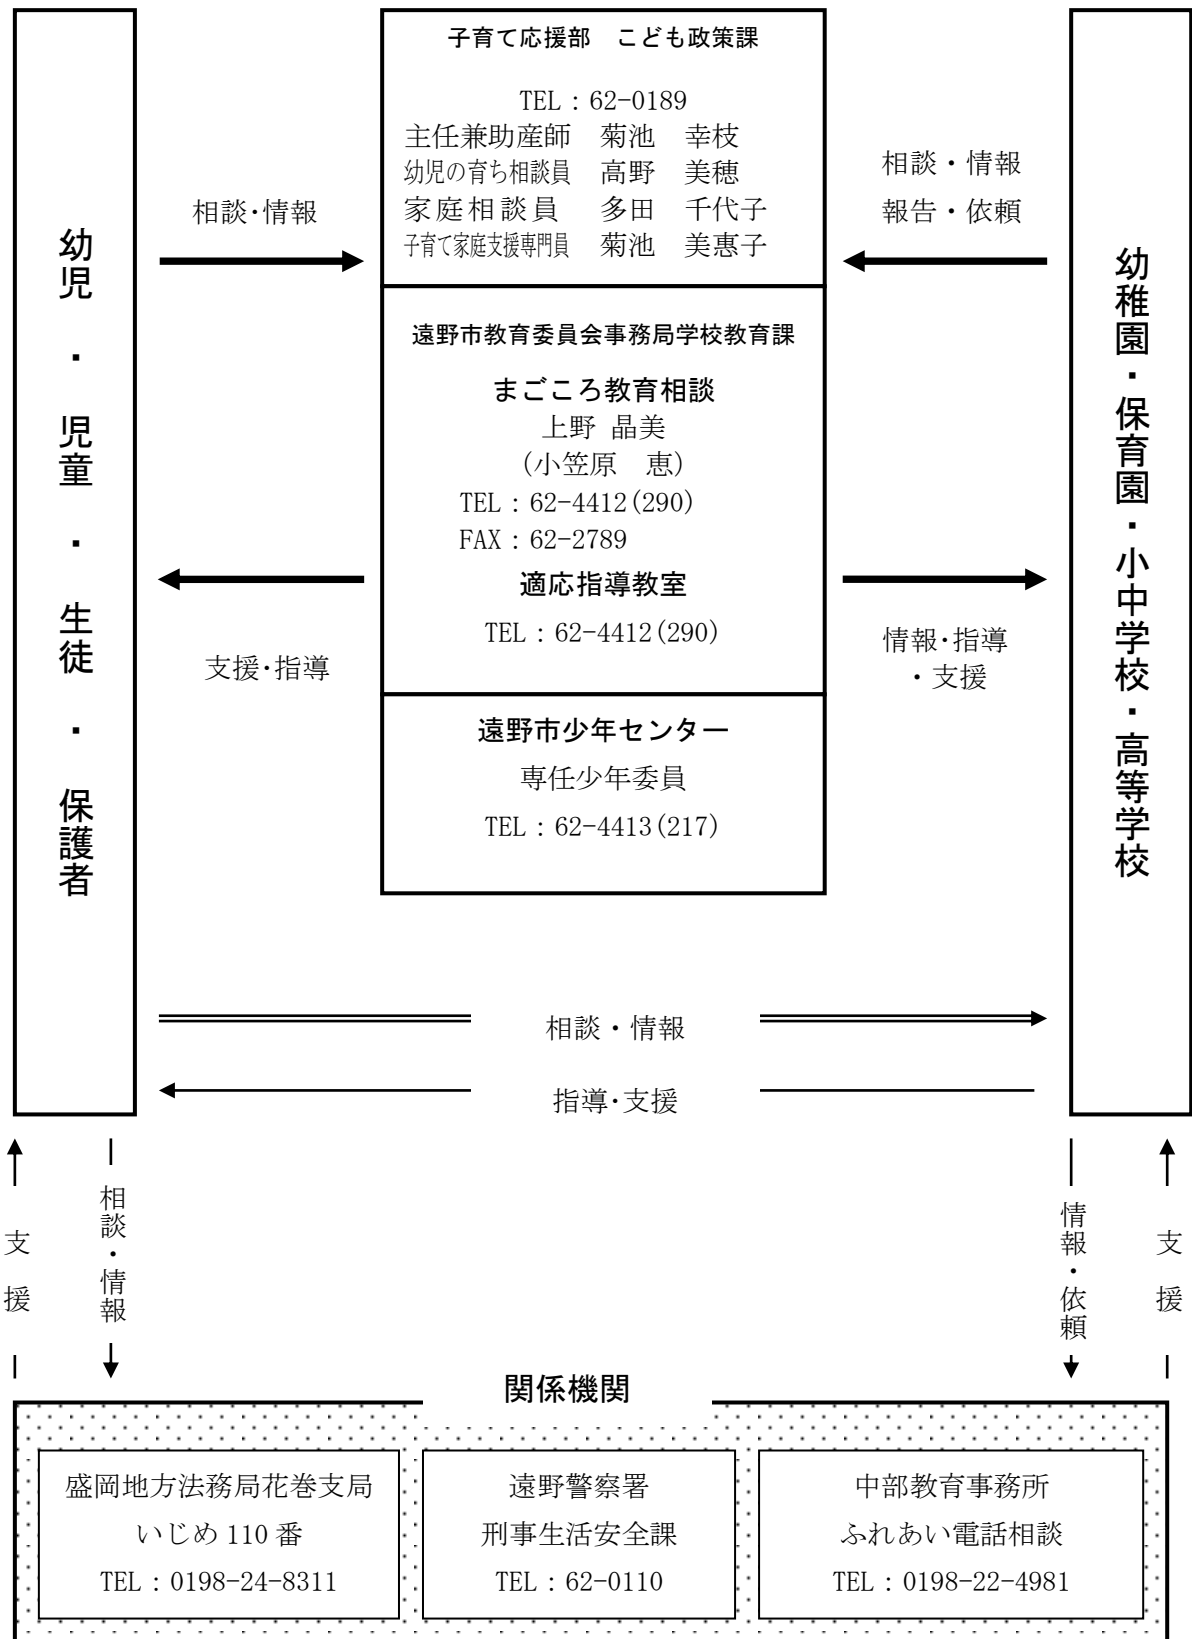 幼児 ・ 児童 ・ 生徒 ・ 保護者
相談･情報
支援･指導
子育て応援部　こども政策課
TEL：62-0189
主任兼助産師　菊池　幸枝
幼児の育ち相談員　高野　美穂
家庭相談員　多田　千代子
子育て家庭支援専門員　菊池　美惠子
遠野市教育委員会事務局学校教育課
まごころ教育相談
上野 晶美
(小笠原　恵)
TEL：62-4412(290)
FAX：62-2789
適応指導教室
TEL：62-4412(290)
遠野市少年センター
専任少年委員
TEL：62-4413(217)
相談・情報
報告・依頼
情報･指導
・支援
幼稚園・保育園・小中学校・高等学校
相談・情報
指導･支援
支援
相談・情報
情報・依頼
支援
関係機関
盛岡地方法務局花巻支局
いじめ 110 番
TEL：0198-24-8311
遠野警察署
刑事生活安全課
TEL：62-0110
中部教育事務所
ふれあい電話相談
TEL：0198-22-4981